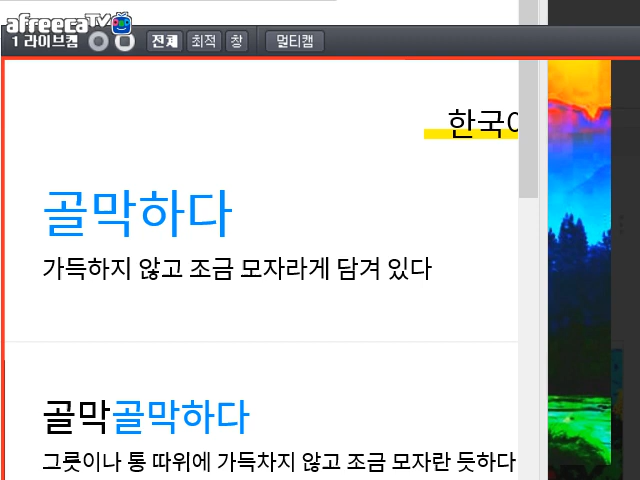 afreecaTV
1 라이브캠 전체 최적 창 멀티캠
한국어
골막하다
가득하지 않고 조금 모자라게 담겨 있다
골막골막하다
그릇이나 통 따위에 가득차지 않고 조금 모자란 듯하다